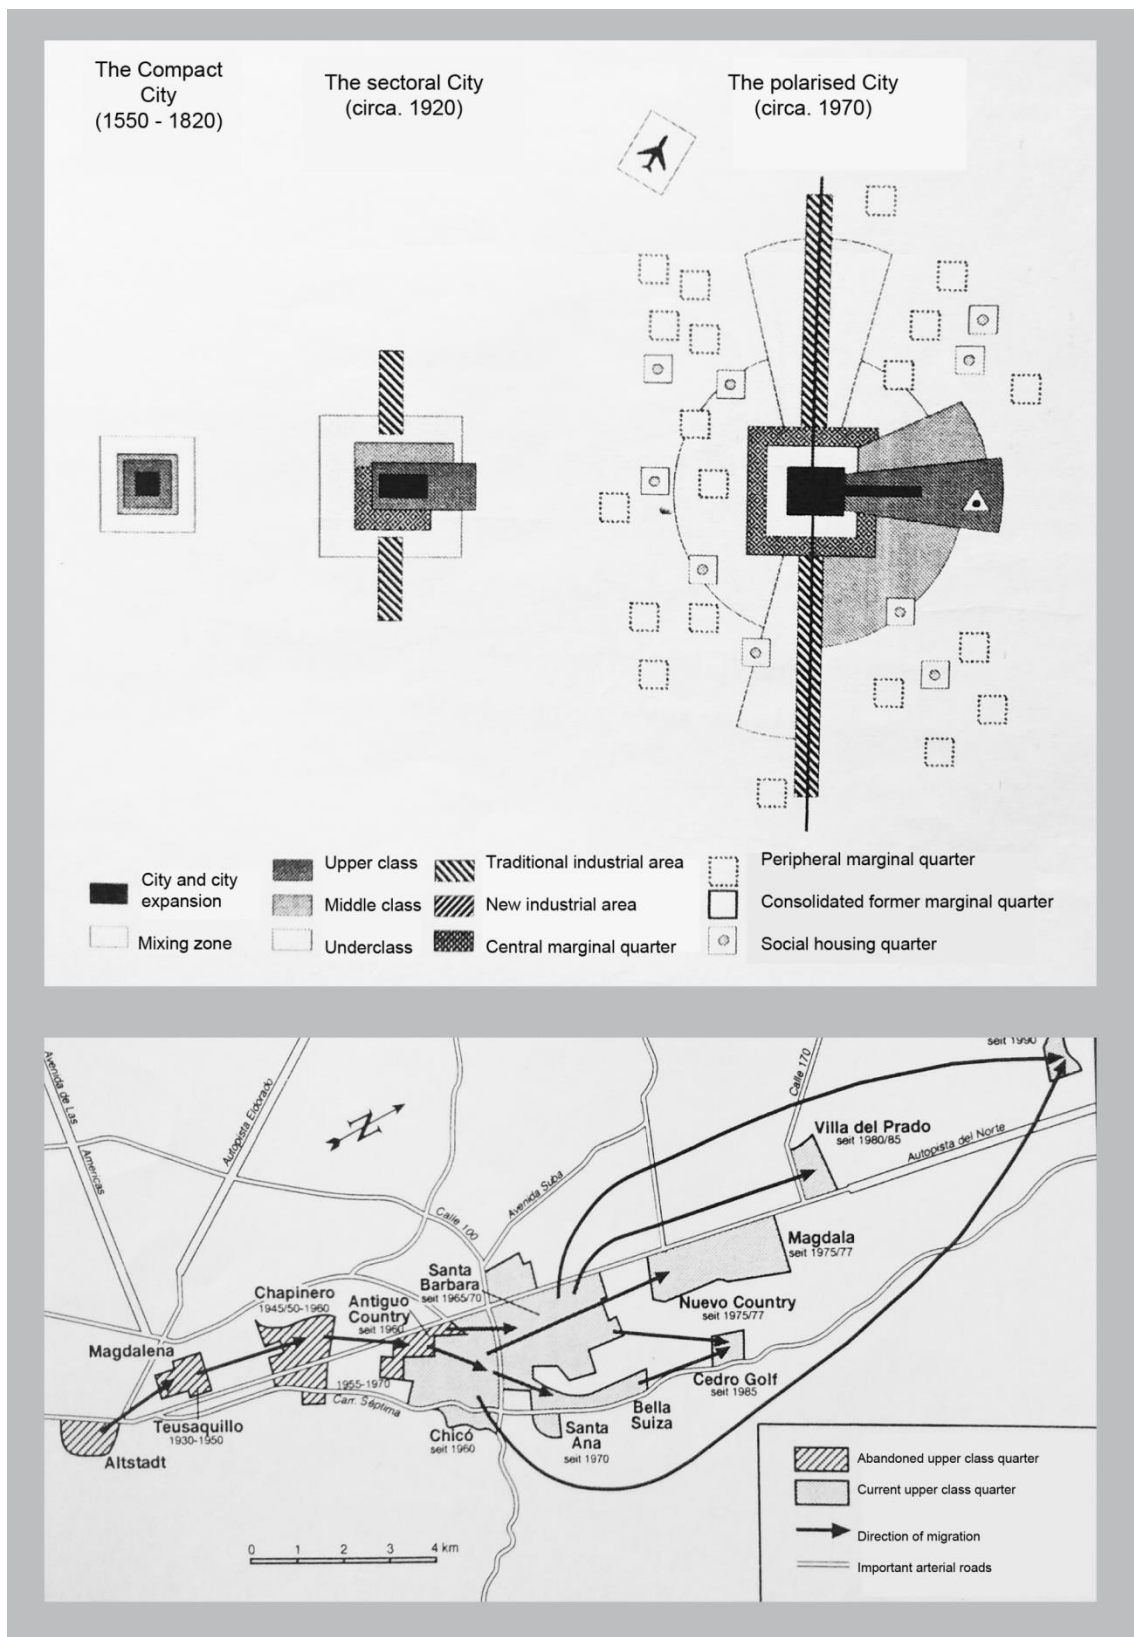 The Compact
City
(1550 - 1820)
The sectoral City
(circa. 1920)
The polarised City
(circa. 1970)
City and city
expansion
Mixing zone
Upper class
Middle class
Underclass
Traditional industrial area
New industrial area
Central marginal quarter
Peripheral marginal quarter
Consolidated former marginal quarter
Social housing quarter
seit 1990
Avenida de Las
Americas
Autopista Eldorado
N
Calle 100
Avenida Suba
Calle 170
Villa del Prado
seit 1980/85
Autopista del Norte
Magdala
seit 1975/77
Nuevo Country
seit 1975/77
Santa
Barbara
seit 1965/70
Chapinero
1945/50-1960
Antiguo
Country
seit 1960
Magdalena
1955-1970
Carr. Séptima
Teusaquillo
1930-1950
Altstadt
Chicó
seit 1960
Santa
Ana
seit 1970
Bella
Suiza
Cedro Golf
seit 1985
0 1 2 3 4 km
Abandoned upper class quarter
Current upper class quarter
Direction of migration
Important arterial roads